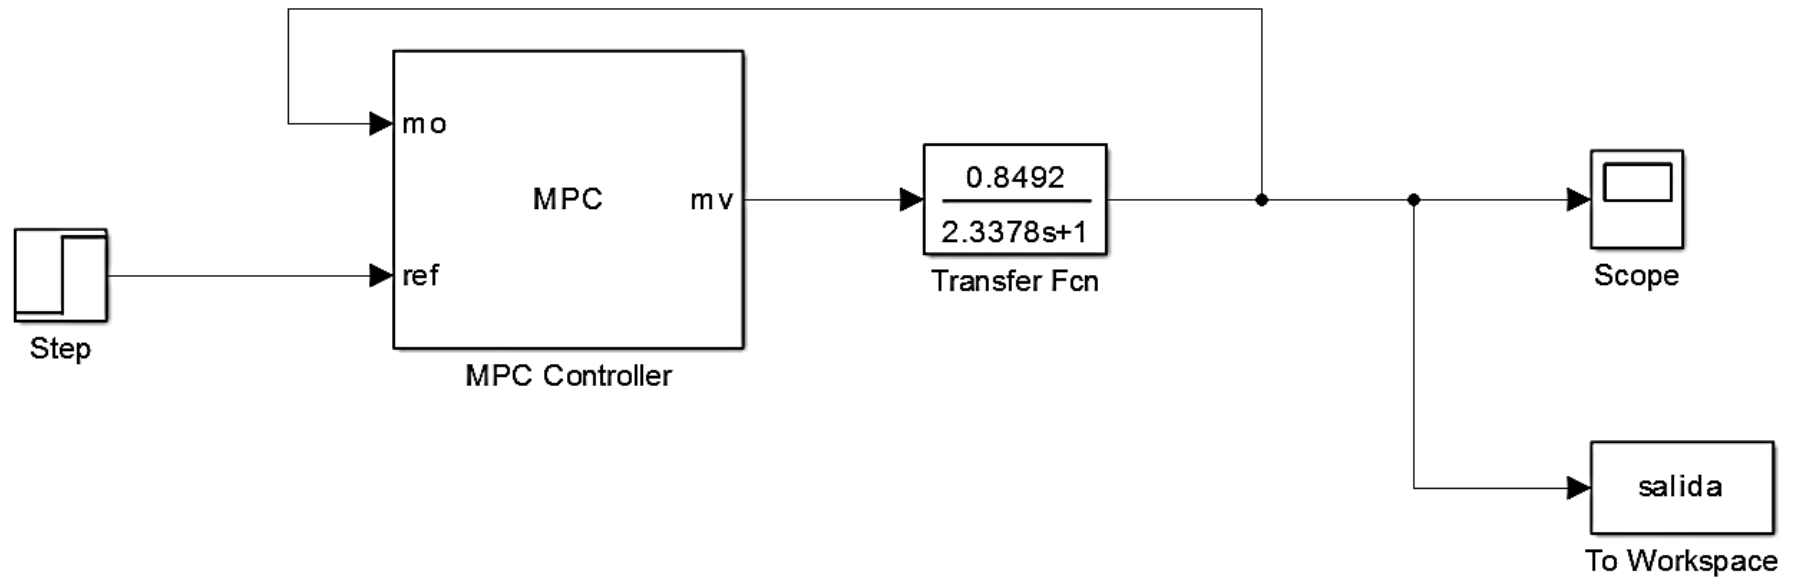 mo
MPC
mv
ref
MPC Controller
Step
0.8492
2.3378s+1
Transfer Fcn
Scope
salida
To Workspace